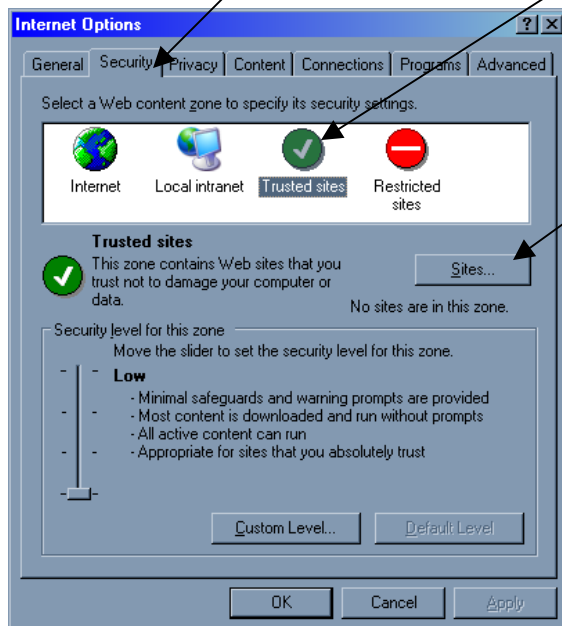 Internet Options
? x
General Security Privacy Content Connections Programs Advanced
Select a Web content zone to specify its security settings.
Internet Local intranet Trusted sites Restricted
sites
Trusted sites
This zone contains Web sites that you
trust not to damage your computer or
data.
Sites...
No sites are in this zone.
Security level for this zone
Move the slider to set the security level for this zone.
Low
- Minimal safeguards and warning prompts are provided
- Most content is downloaded and run without prompts
- All active content can run
- Appropriate for sites that you absolutely trust
Custom Level... Default Level
OK Cancel Apply